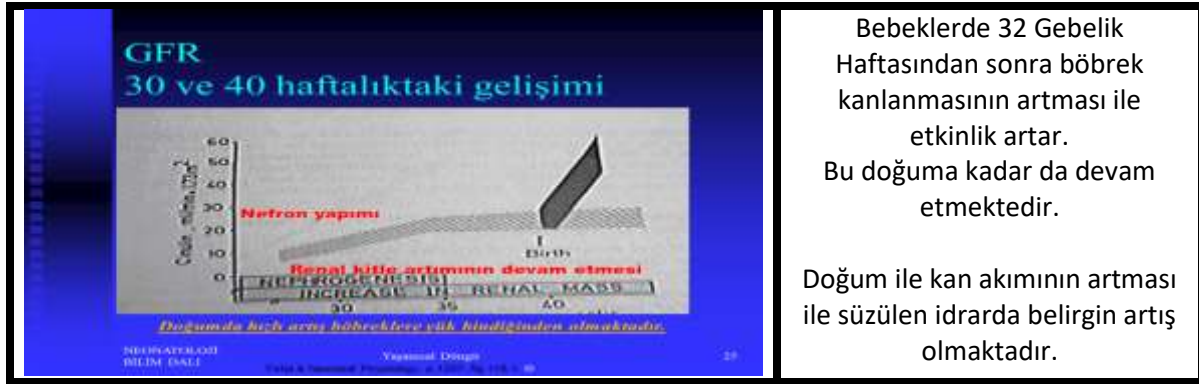 GFR
30 ve 40 haftalıktaki gelişimi
60
50
40
30
20
10
0
Nefron yapımı
Birth
Renal kitle artımının devam etmesi
NEPHROGENESIS
INCREASE IN RENAL MASS
30 35 40
Doğumda hızlı artış böbreklere yük bindiğinden olmaktadır.
NEONATOLOJİ
BİLİM DALI
Yaşamsal Döngü
25
Bebeklerde 32 Gebelik
Haftasından sonra böbrek
kanlanmasının artması ile
etkinlik artar.
Bu doğuma kadar da devam
etmektedir.
Doğum ile kan akımının artması
ile süzülen idrarda belirgin artış
olmaktadır.